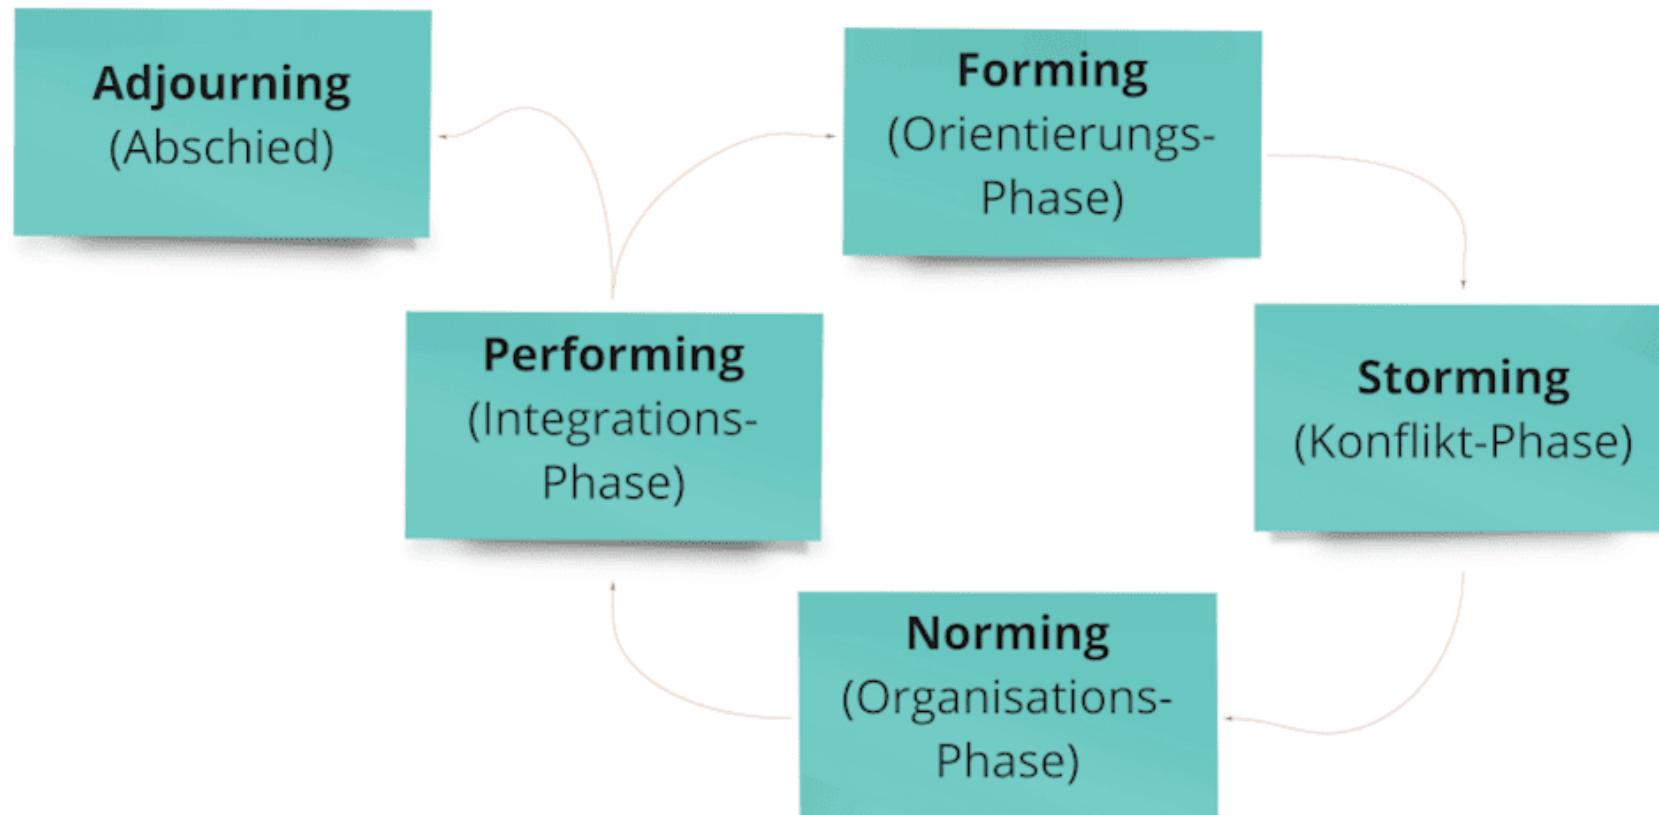 Adjourning
(Abschied)
Forming
(Orientierungs-
Phase)
Performing
(Integrations-
Phase)
Storming
(Konflikt-Phase)
Norming
(Organisations-
Phase)